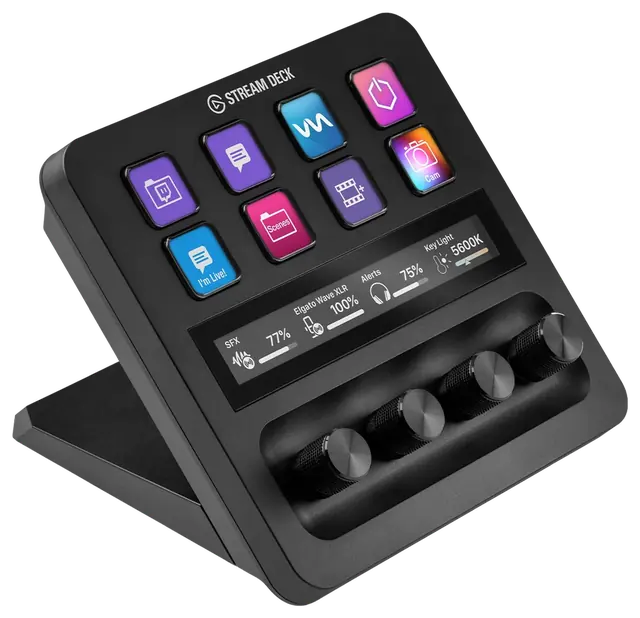 STREAM DECK
Cam
Scenes
I'm Live!
SFX
77%
Elgato Wave XLR
100%
Alerts
75%
Key Light
5600K